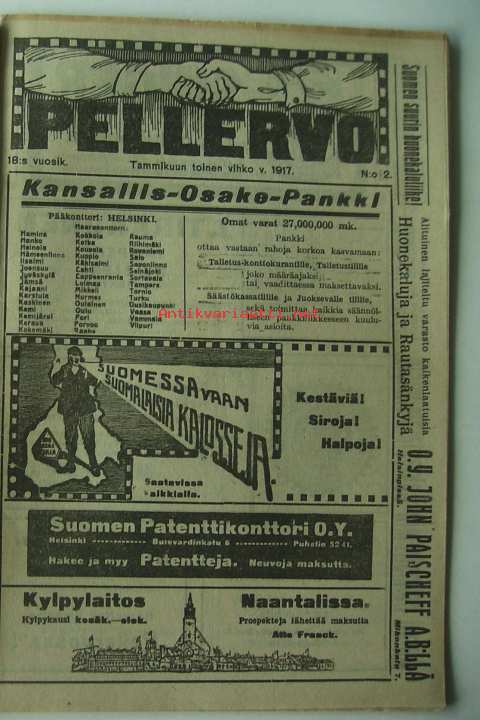 PELLERVO
18:s vuosik.
Tammikuun toinen vihko v. 1917.
N:o 2.
Kansallis-Osake-Pankki
Pääkonttori: HELSINKI.
Haarakonttorit:
Hamina
Hanko
Heinola
Hämeenlinna
Iisalmi
Joensuu
Jyväskylä
Jämsä
Kajaani
Karstula
Kaskinen
Kemi
Kemijärvi
Kerava
Kokkola
Kotka
Kouvola
Kuopio
Lahti
Lappeenranta
Loimaa
Mikkeli
Nurmes
Oulainen
Oulu
Pori
Porvoo
Raahe
Rauma
Riihimäki
Rovaniemi
Salo
Savonlinna
Seinäjoki
Sortavala
Tampere
Tornio
Turku
Uusikaupunki
Vaasa
Vammala
Viipuri
Omat varat 27,000,000 mk.
Pankki
ottaa vastaan rahoja korkoa kasvamaan:
Talletus-kontokurantille, Talletustilille
joko määräajaksi
tai vaadittaessa maksettavaksi.
Säästökassatilille ja Juoksevalle tilille,
sekä toimittaa kaikkia säännöl-
liseen pankkiliikkeeseen kuulu-
via asioita.
Antikvariaatti.net
SUOMESSA VAAN
SUOMALAISIA KALOSSEJA.
Saatavissa
kaikkialla.
Kestäviä!
Siroja!
Halpoja!
Suomen Patenttikonttori O.Y.
Helsinki
Bulevardinkatu 6
Puhelin 52 41.
Hakee ja myy Patentteja. Neuvoja maksutta.
Kylpylaitos Naantalissa.
Kylpykausi kesäk.—elok.
Prospekteja lähettää maksutta
Atte Franck.
Suomen suurin huonekaluliike!
Alituinen lajiteltu varasto kaikenlaatuisia
Huonekaluja ja Rautasänkyjä
O.Y. JOHN PAISCHEFF A.B:LLÄ
Helsingissä.
Mikonkatu 7.